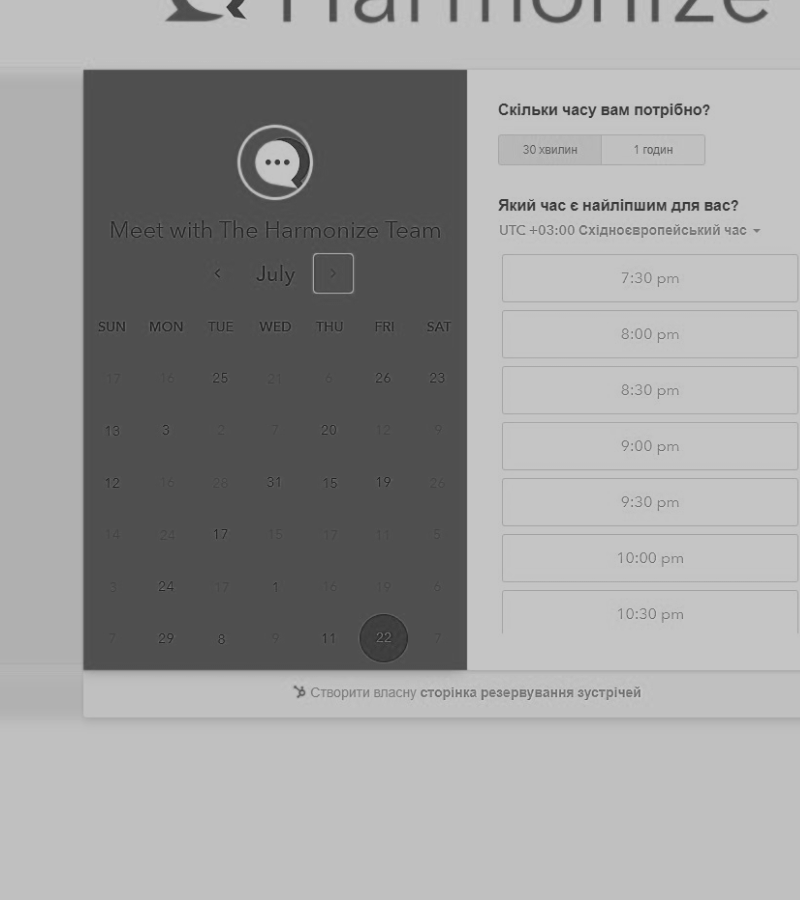 Harmonize
Meet with The Harmonize Team
July
SUN MON TUE WED THU FRI SAT
17 16 25 21 6 26 23
13 3 2 7 20 12 9
12 16 28 31 15 19 26
14 24 17 15 17 11 5
3 24 17 1 16 19 6
7 29 8 9 11 22 7
Скільки часу вам потрібно?
30 хвилин 1 годин
Який час є найліпшим для вас?
UTC +03:00 Східноєвропейський час
7:30 pm
8:00 pm
8:30 pm
9:00 pm
9:30 pm
10:00 pm
10:30 pm
Створити власну сторінка резервування зустрічей